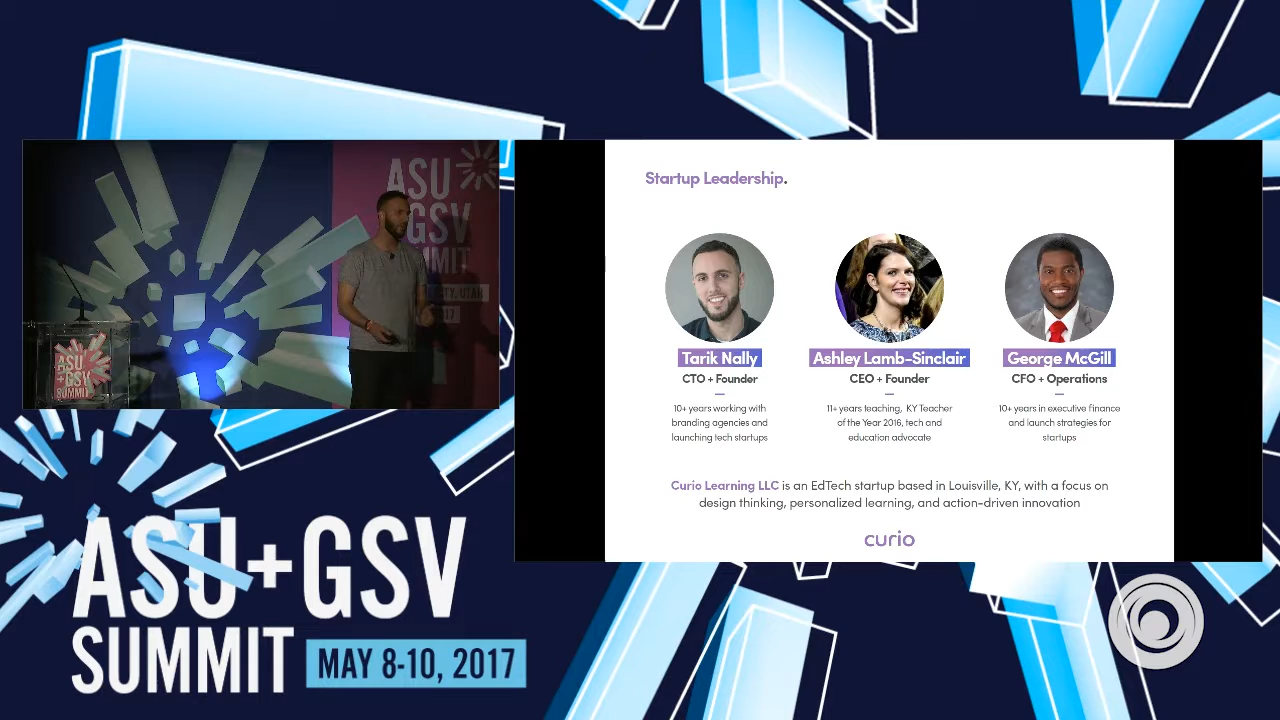 ASU
GSV
SUMMIT
ASU
+GSV
SUMMIT
Startup Leadership.
Tarik Nally
CTO + Founder
10+ years working with
branding agencies and
launching tech startups
Ashley Lamb-Sinclair
CEO + Founder
11+ years teaching, KY Teacher
of the Year 2016, tech and
education advocate
George McGill
CFO + Operations
10+ years in executive finance
and launch strategies for
startups
Curio Learning LLC is an EdTech startup based in Louisville, KY, with a focus on
design thinking, personalized learning, and action-driven innovation
curio
ASU+GSV
SUMMIT MAY 8-10, 2017